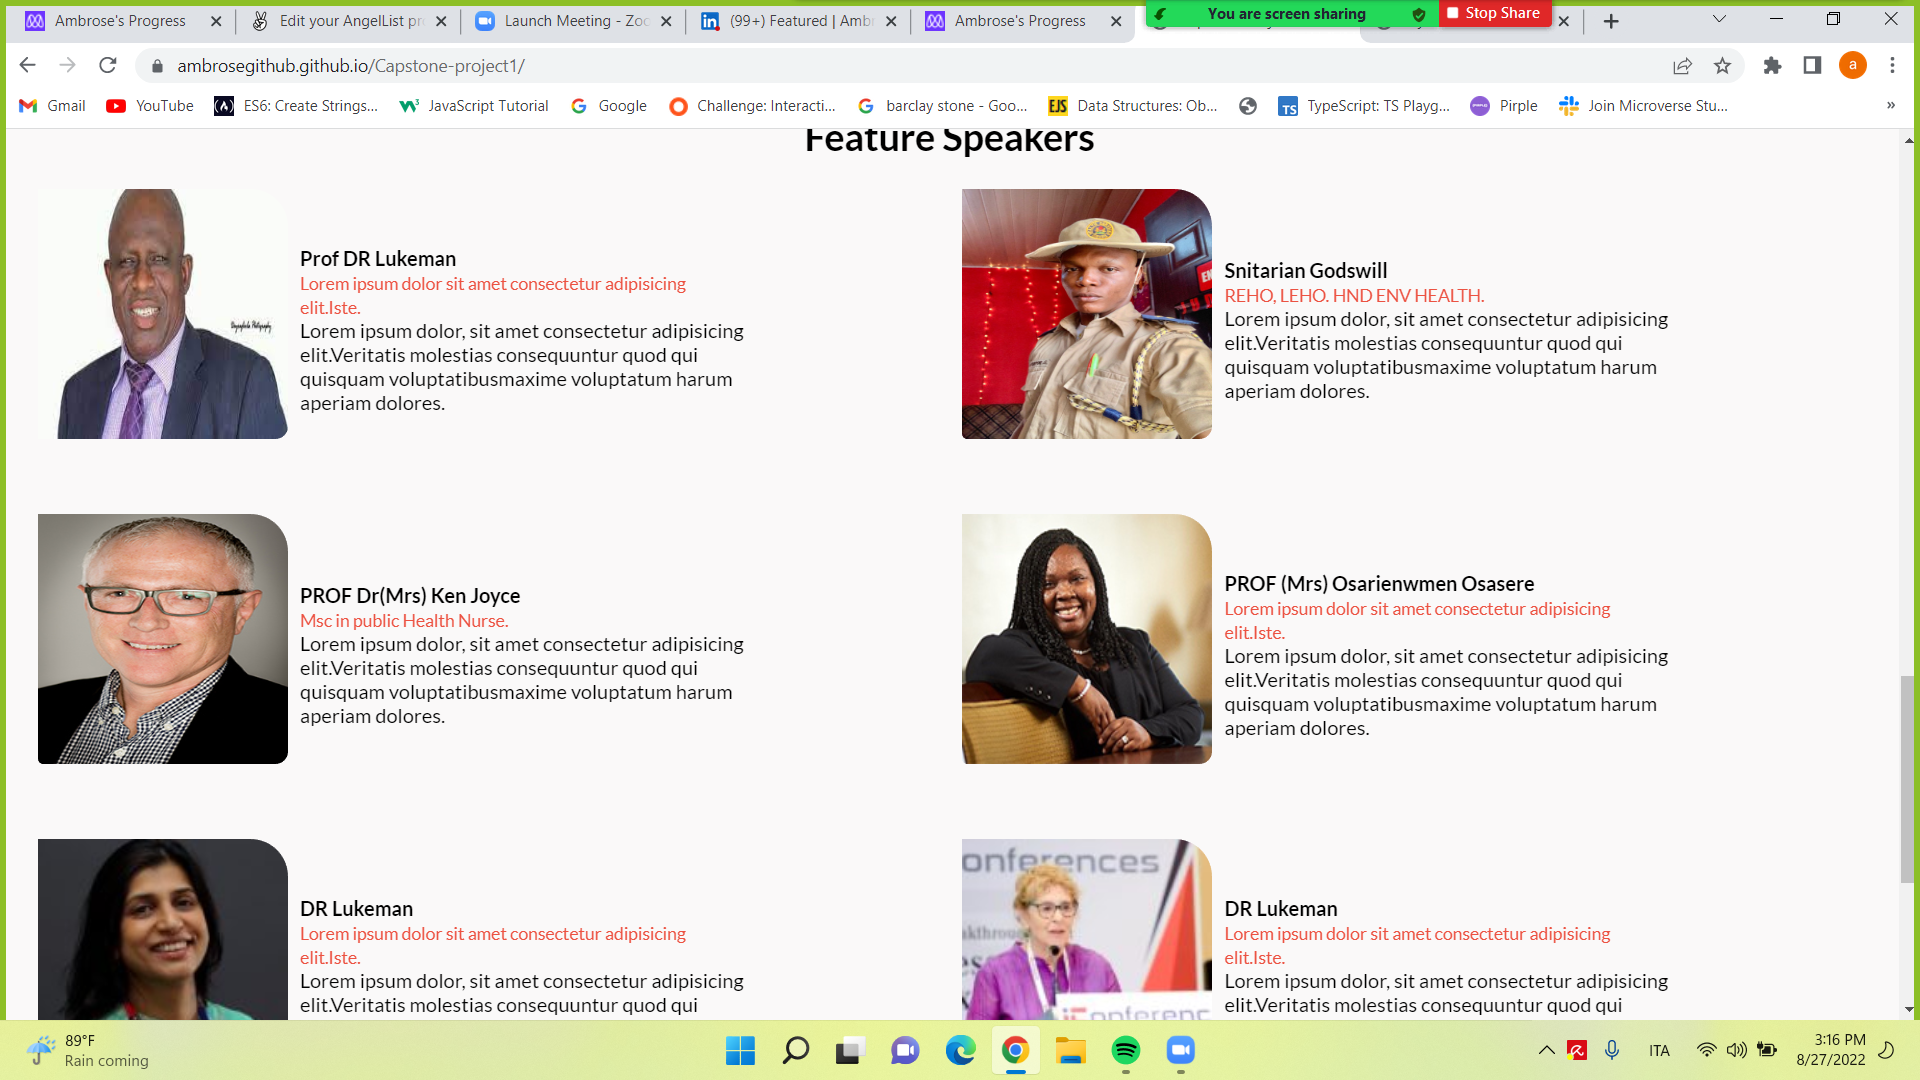 Ambrose's Progress
Edit your AngelList pr
Launch Meeting - Zoo
(99+) Featured | Amb
Ambrose's Progress
You are screen sharing
Stop Share
ambrosegithub.github.io/Capstone-project1/
a
Gmail
YouTube
ES6: Create Strings...
JavaScript Tutorial
Google
Challenge: Interacti...
barclay stone - Goo...
EJS
Data Structures: Ob...
TS
TypeScript: TS Playg...
Pirple
Join Microverse Stu...
»
Feature Speakers
Prof DR Lukeman
Lorem ipsum dolor sit amet consectetur adipisicing
elit.Iste.
Lorem ipsum dolor, sit amet consectetur adipisicing
elit.Veritatis molestias consequuntur quod qui
quisquam voluptatibusmaxime voluptatum harum
aperiam dolores.
Snitarian Godswill
REHO, LEHO. HND ENV HEALTH.
Lorem ipsum dolor, sit amet consectetur adipisicing
elit.Veritatis molestias consequuntur quod qui
quisquam voluptatibusmaxime voluptatum harum
aperiam dolores.
PROF Dr(Mrs) Ken Joyce
Msc in public Health Nurse.
Lorem ipsum dolor, sit amet consectetur adipisicing
elit.Veritatis molestias consequuntur quod qui
quisquam voluptatibusmaxime voluptatum harum
aperiam dolores.
PROF (Mrs) Osarienwmen Osasere
Lorem ipsum dolor sit amet consectetur adipisicing
elit.Iste.
Lorem ipsum dolor, sit amet consectetur adipisicing
elit.Veritatis molestias consequuntur quod qui
quisquam voluptatibusmaxime voluptatum harum
aperiam dolores.
DR Lukeman
Lorem ipsum dolor sit amet consectetur adipisicing
elit.Iste.
Lorem ipsum dolor, sit amet consectetur adipisicing
elit.Veritatis molestias consequuntur quod qui
onferences
DR Lukeman
Lorem ipsum dolor sit amet consectetur adipisicing
elit.Iste.
Lorem ipsum dolor, sit amet consectetur adipisicing
elit.Veritatis molestias consequuntur quod qui
89°F
Rain coming
ITA
3:16 PM
8/27/2022